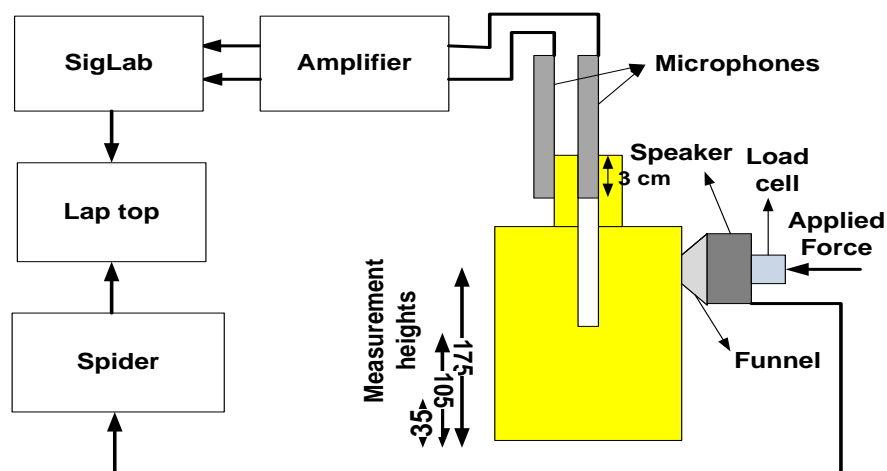 SigLab
Amplifier
Microphones
Speaker
Load
cell
3 cm
Applied
Force
Lap top
Measurement
heights
175
105
35
Funnel
Spider